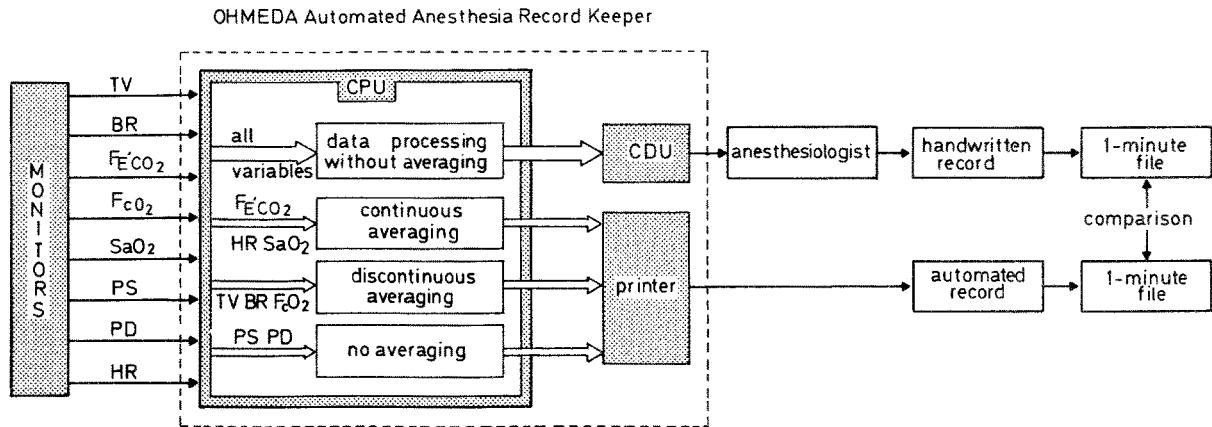 OHMEDA Automated Anesthesia Record Keeper
MONITORS
TV
BR
FE'CO2
FcO2
SaO2
PS
PD
HR
CPU
all
variables
data processing
without averaging
FE'CO2
HR SaO2
continuous
averaging
TV BR FcO2
discontinuous
averaging
PS PD
no averaging
CDU
printer
anesthesiologist
handwritten
record
1-minute
file
comparison
automated
record
1-minute
file